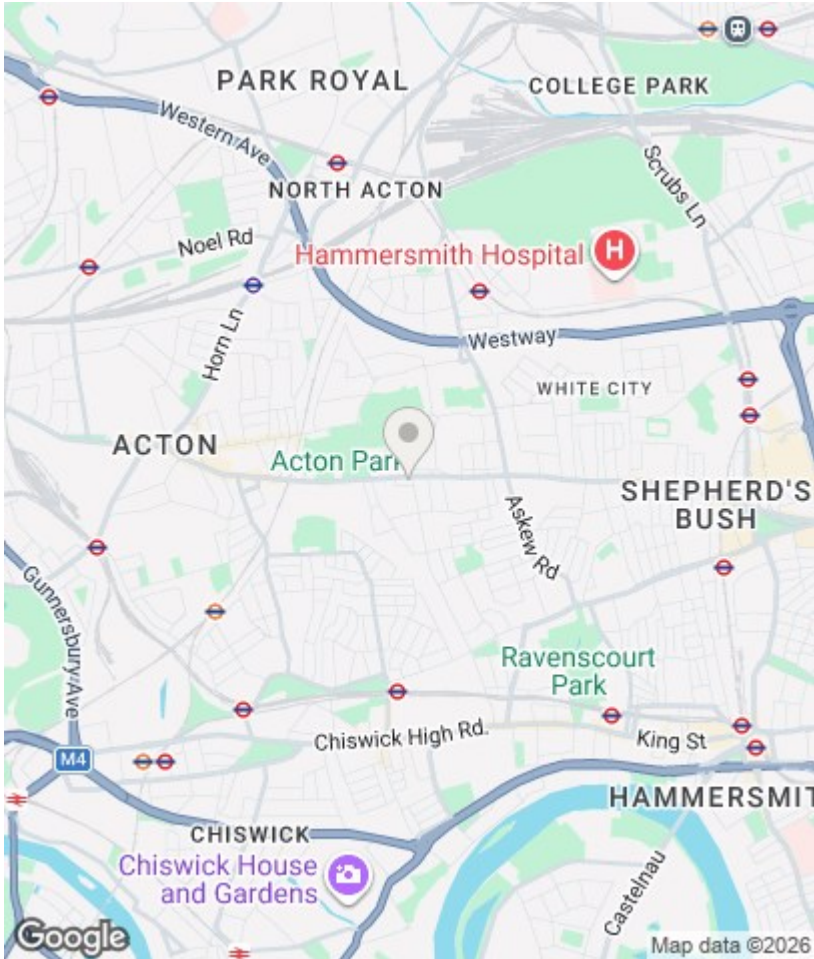 PARK ROYAL
COLLEGE PARK
Western Ave
Scrubs Ln
NORTH ACTON
Noel Rd
Hammersmith Hospital
H
Horn Ln
Westway
WHITE CITY
ACTON
Acton Park
SHEPHERD'S
BUSH
Askew Rd
Gunnersbury Ave
Ravenscourt
Park
Chiswick High Rd.
King St
M4
HAMMERSMIT
CHISWICK
Chiswick House
and Gardens
Castelnau
Google
Map data ©2026